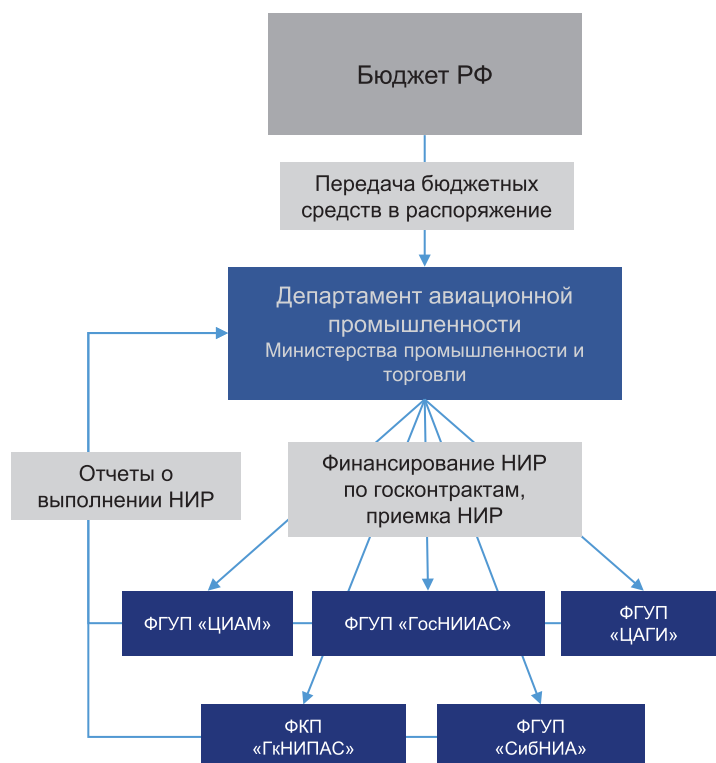 Бюджет РФ
Передача бюджетных
средств в распоряжение
Департамент авиационной
промышленности
Министерства промышленности и
торговли
Отчеты о
выполнении НИР
Финансирование НИР
по госконтрактам,
приемка НИР
ФГУП «ЦИАМ»
ФГУП «ГосНИИАС»
ФГУП
«ЦАГИ»
ФКП
«ГкНИПАС»
ФГУП
«СибНИА»